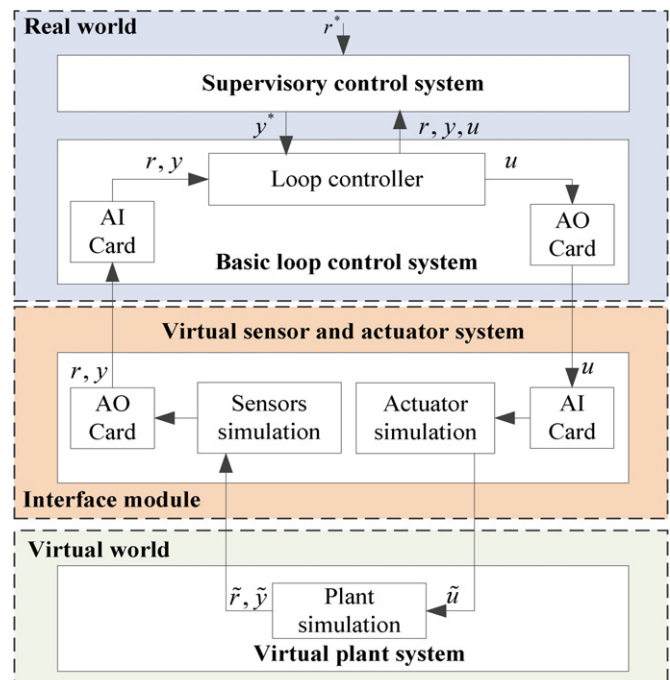 Real world
r*
Supervisory control system
y*
r, y, u
r, y
Loop controller
u
AI
Card
AO
Card
Basic loop control system
Virtual sensor and actuator system
r, y
u
AO
Card
Sensors
simulation
Actuator
simulation
AI
Card
Interface module
Virtual world
r̃, ỹ
Plant
simulation
ũ
Virtual plant system